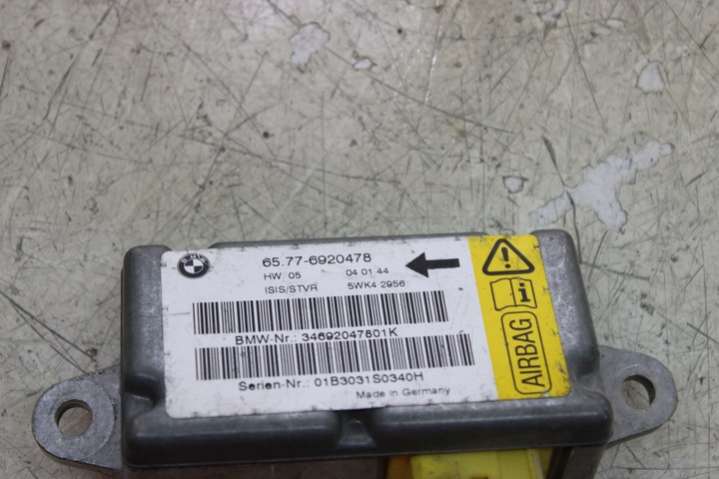 65.77-6920478
HW 05 04 01 44
ISIS/STVR 5WK4 2956
BMW-Nr.: 34692047801K
Serien-Nr.: 01B3031S0340H
Made in Germany
AIRBAG